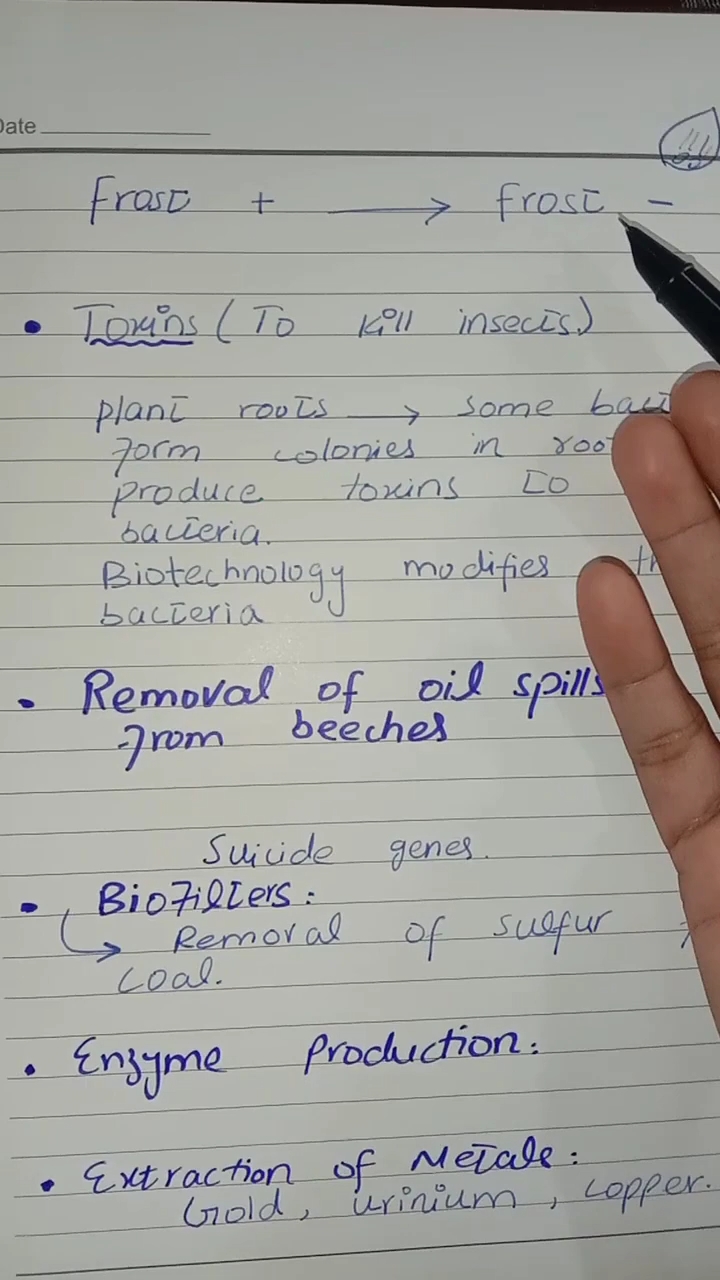 Date
Frost + → frost -
• Toxins (To kill insects)
plant roots → some
form colonies in
produce toxins to
bacteria.
Biotechnology modifies
bacteria
• Removal of oil spills
from beeches
Suicide genes.
• BioFilters:
→ Removal of sulfur
coal.
• Enzyme Production:
• Extraction of Metals:
Gold, urinium, copper.